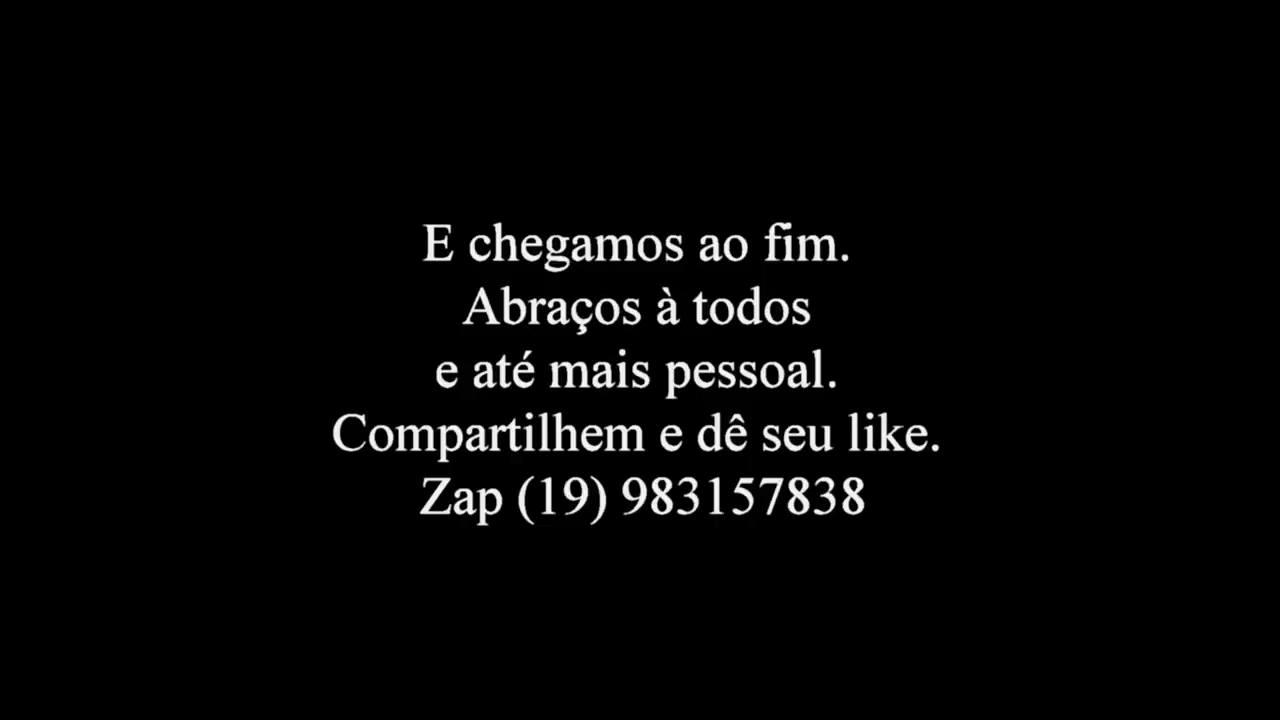 E chegamos ao fim.
Abraços à todos
e até mais pessoal.
Compartilhem e dê seu like.
Zap (19) 983157838